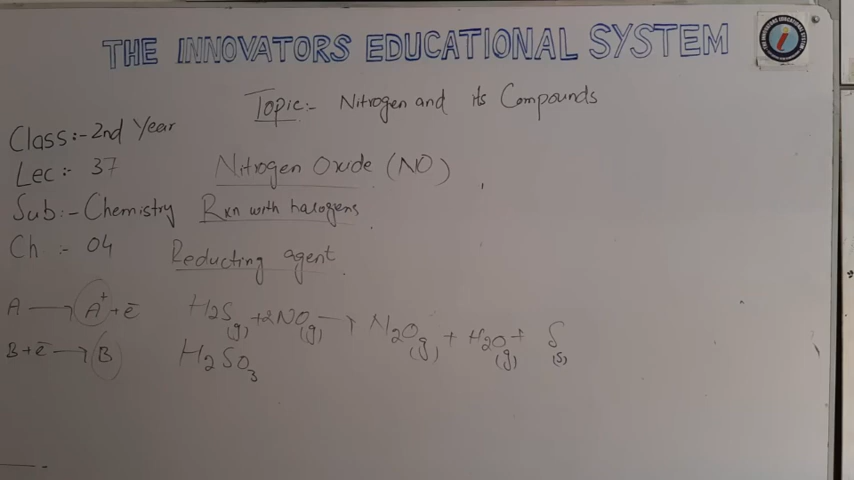 THE INNOVATORS EDUCATIONAL SYSTEM
Topic:- Nitrogen and its Compounds
Class:- 2nd Year
Lec:- 37
Nitrogen Oxide (NO)
Sub:- Chemistry
Rxn with halogens
Ch :- 04
Reducting agent
A → A⁺ + ē
H₂S(g) + 2NO(g) → N₂O(g) + H₂O(g) + S(s)
B + ē → B
H₂SO₃